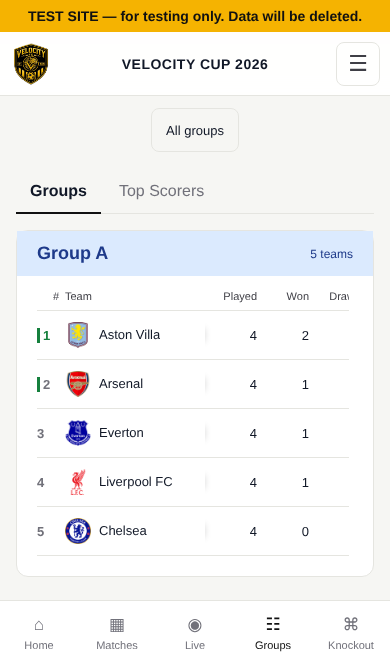 TEST SITE — for testing only. Data will be deleted.
VELOCITY
VELOCITY CUP 2026
☰
All groups
Groups Top Scorers
Group A 5 teams
# Team Played Won
1 Aston Villa 4 2
2 Arsenal 4 1
3 Everton 4 1
4 Liverpool FC 4 1
L.F.C.
5 Chelsea 4 0
Home Matches Live Groups Knockout